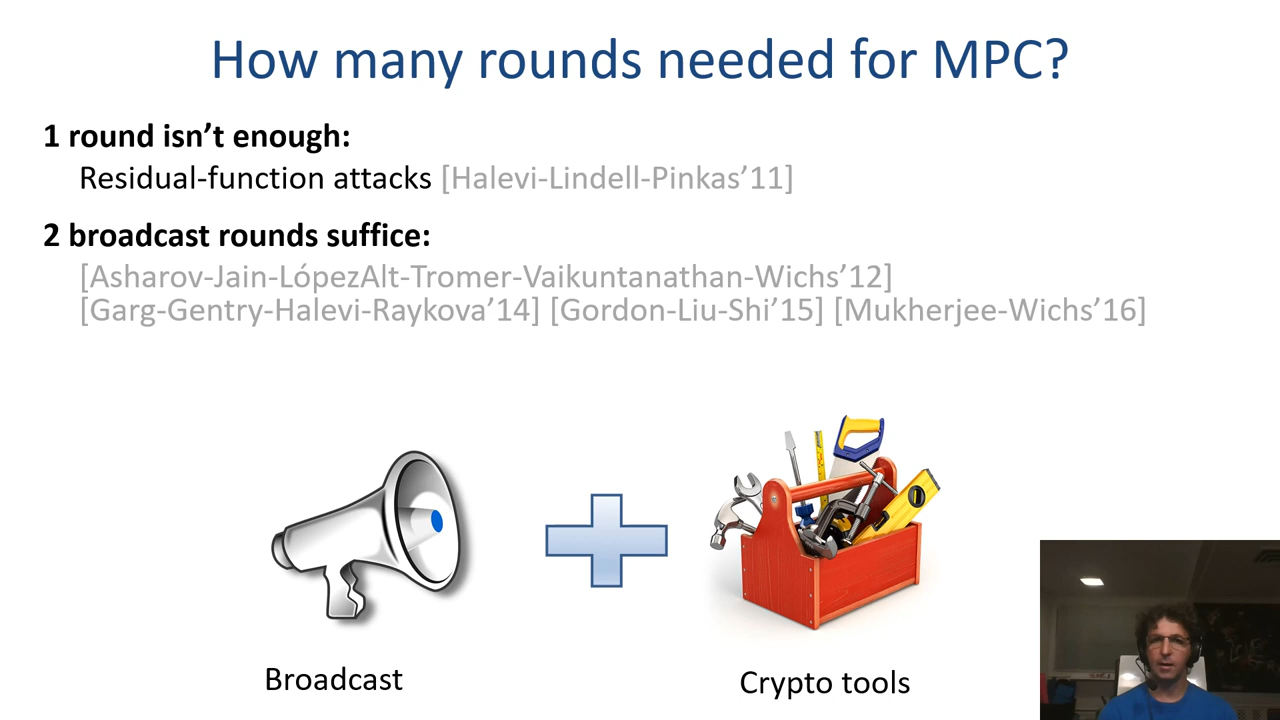 How many rounds needed for MPC?
1 round isn’t enough:
Residual-function attacks [Halevi-Lindell-Pinkas’11]
2 broadcast rounds suffice:
[Asharov-Jain-LópezAlt-Tromer-Vaikuntanathan-Wichs’12]
[Garg-Gentry-Halevi-Raykova’14] [Gordon-Liu-Shi’15] [Mukherjee-Wichs’16]
Broadcast
Crypto tools